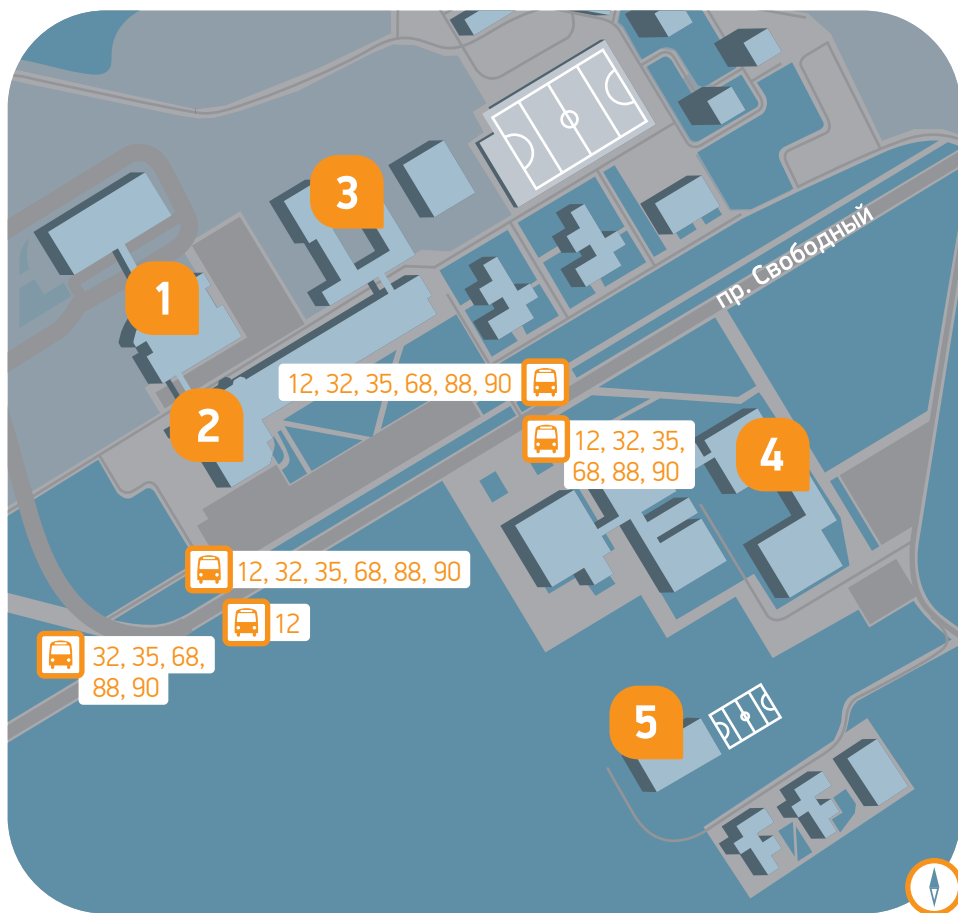 3
1
пр. Свободный
12, 32, 35, 68, 88, 90
2
12, 32, 35,
68, 88, 90
4
12, 32, 35, 68, 88, 90
12
32, 35, 68,
88, 90
5